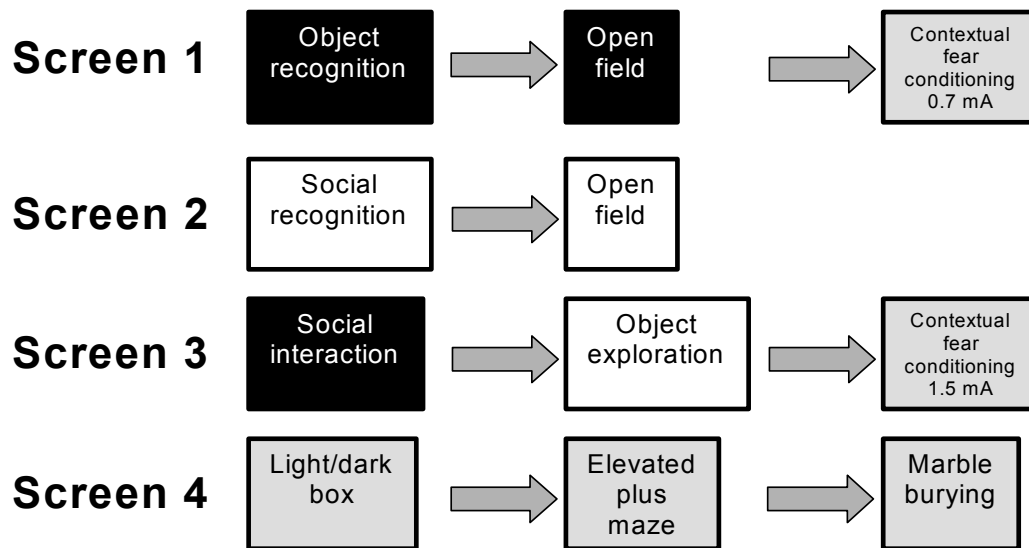 Screen 1
Object
recognition
Open
field
Contextual
fear
conditioning
0.7 mA
Screen 2
Social
recognition
Open
field
Screen 3
Social
interaction
Object
exploration
Contextual
fear
conditioning
1.5 mA
Screen 4
Light/dark
box
Elevated
plus
maze
Marble
burying